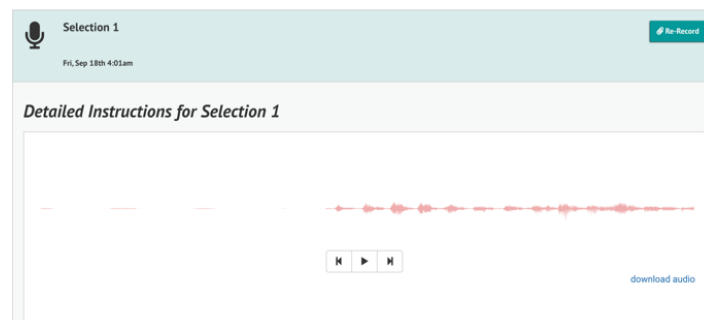 Selection 1
Re-Record
Fri, Sep 18th 4:01am
Detailed Instructions for Selection 1
download audio